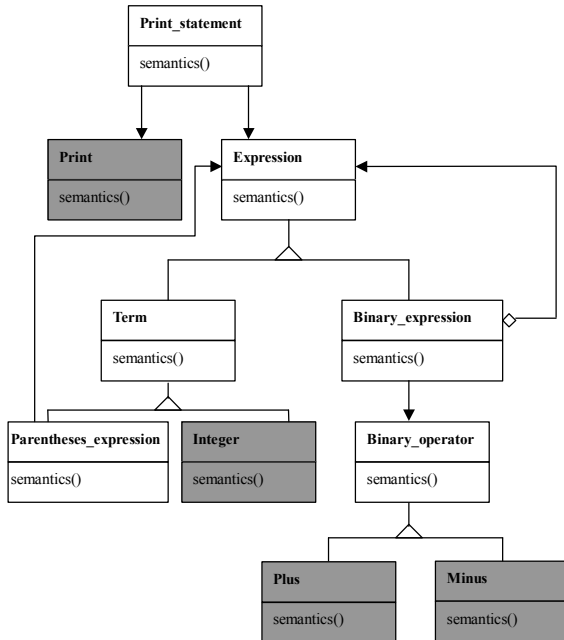 Print_statement
semantics()
Print
semantics()
Expression
semantics()
Term
semantics()
Binary_expression
semantics()
Parentheses_expression
semantics()
Integer
semantics()
Binary_operator
semantics()
Plus
semantics()
Minus
semantics()